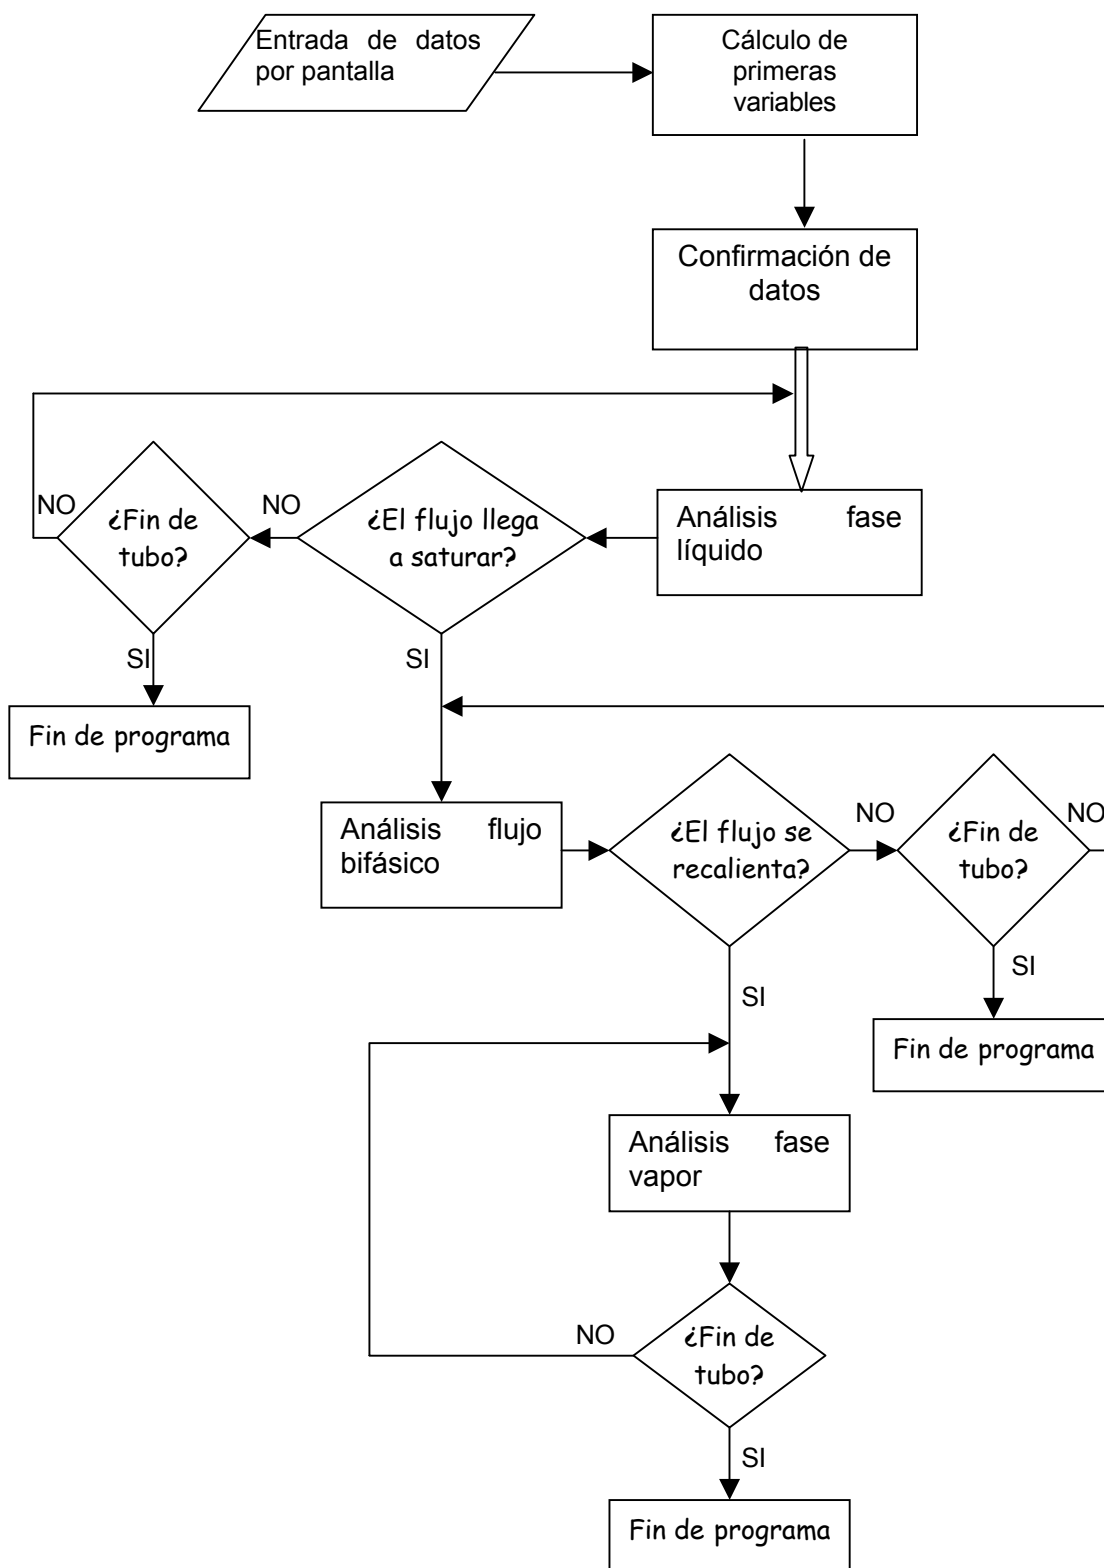 Entrada de datos
por pantalla
Cálculo de
primeras
variables
Confirmación de
datos
NO
¿Fin de
tubo?
NO
¿El flujo llega
a saturar?
Análisis fase
líquido
SI
SI
Fin de programa
Análisis flujo
bifásico
¿El flujo se
recalienta?
NO
¿Fin de
tubo?
NO
SI
SI
Fin de programa
Análisis fase
vapor
NO
¿Fin de
tubo?
SI
Fin de programa